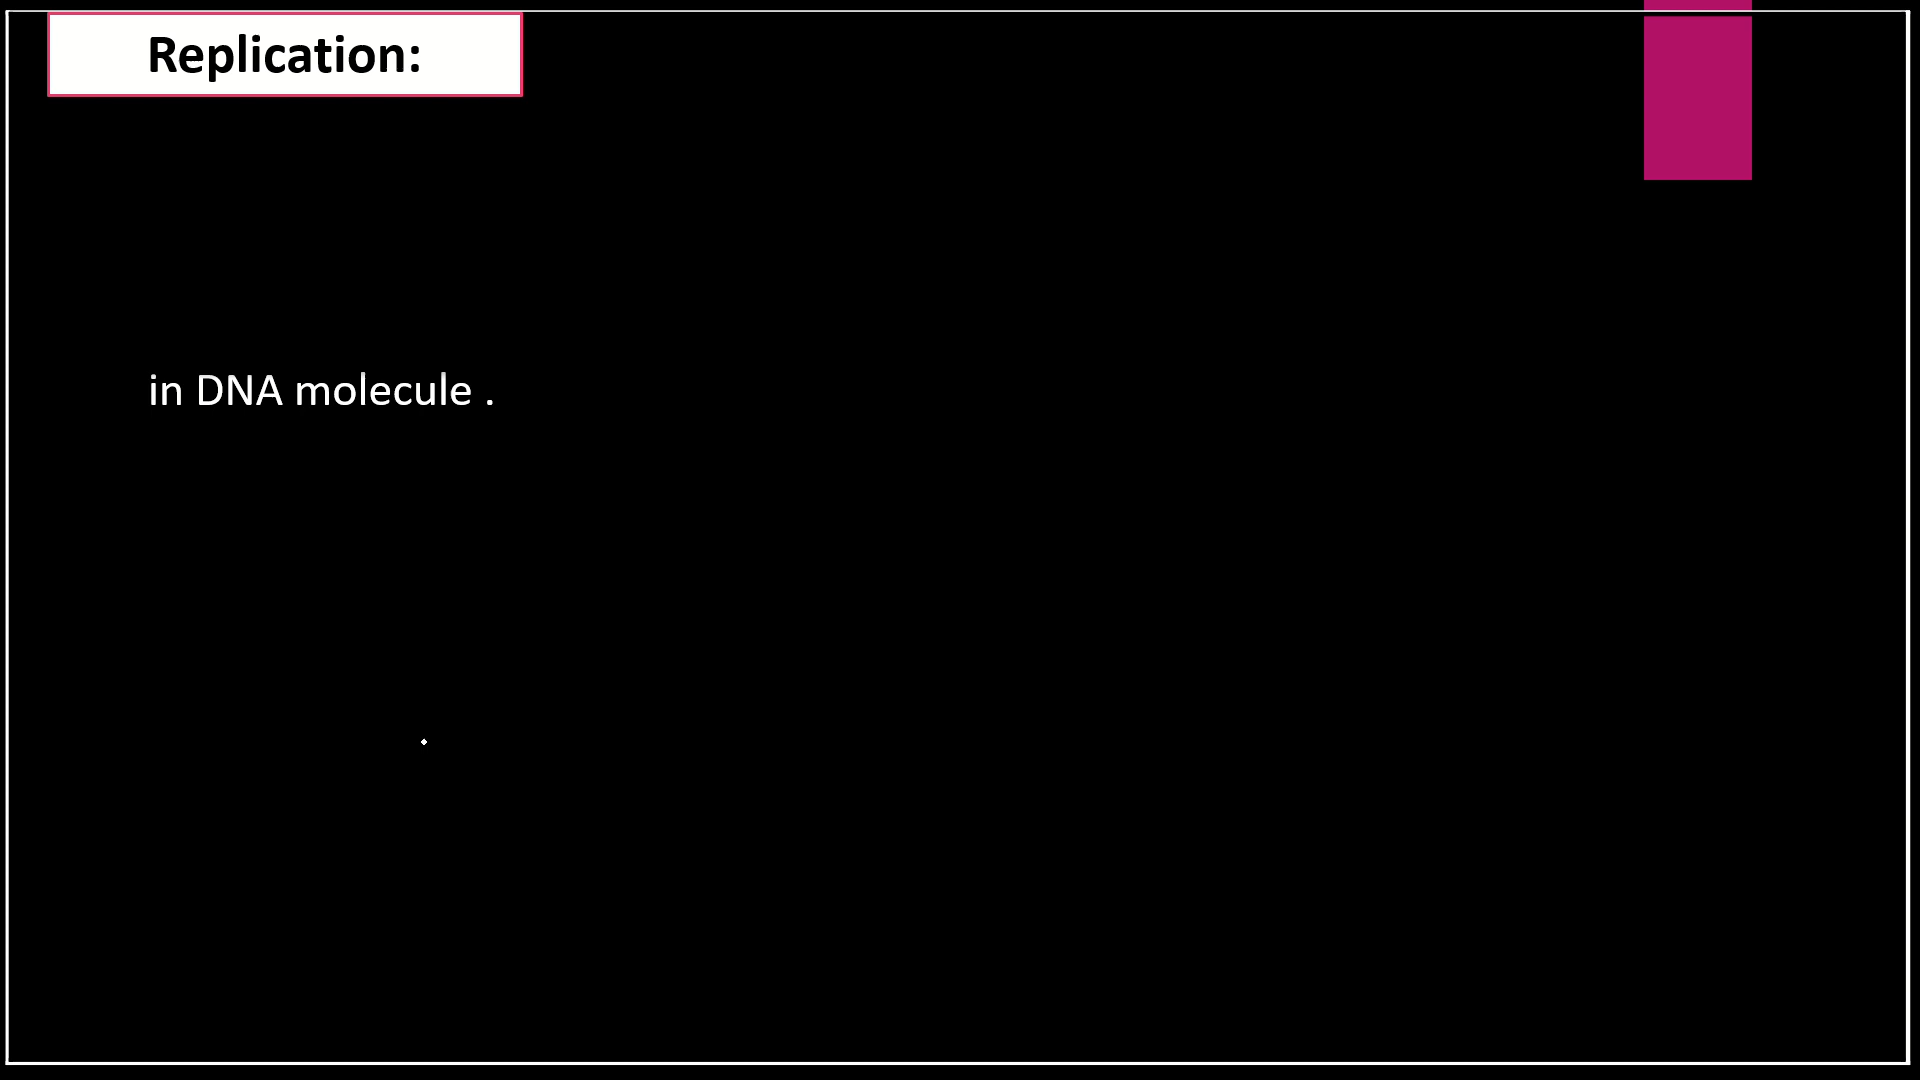 Replication:
in DNA molecule .